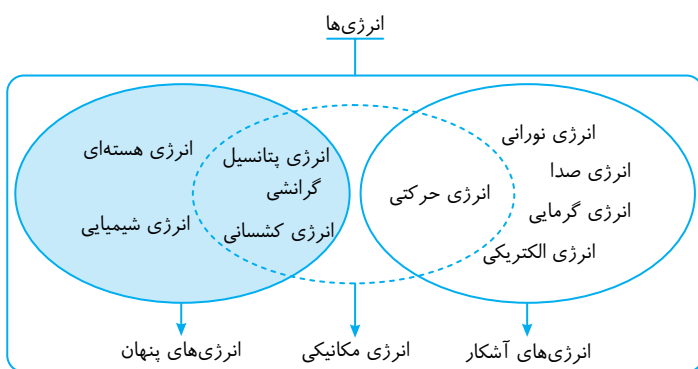 انرژی‌ها
انرژی نورانی
انرژی صدا
انرژی گرمایی
انرژی الکتریکی
انرژی حرکتی
انرژی پتانسیل
گرانشی
انرژی کشسانی
انرژی هسته‌ای
انرژی شیمیایی
انرژی‌های آشکار
انرژی مکانیکی
انرژی‌های پنهان